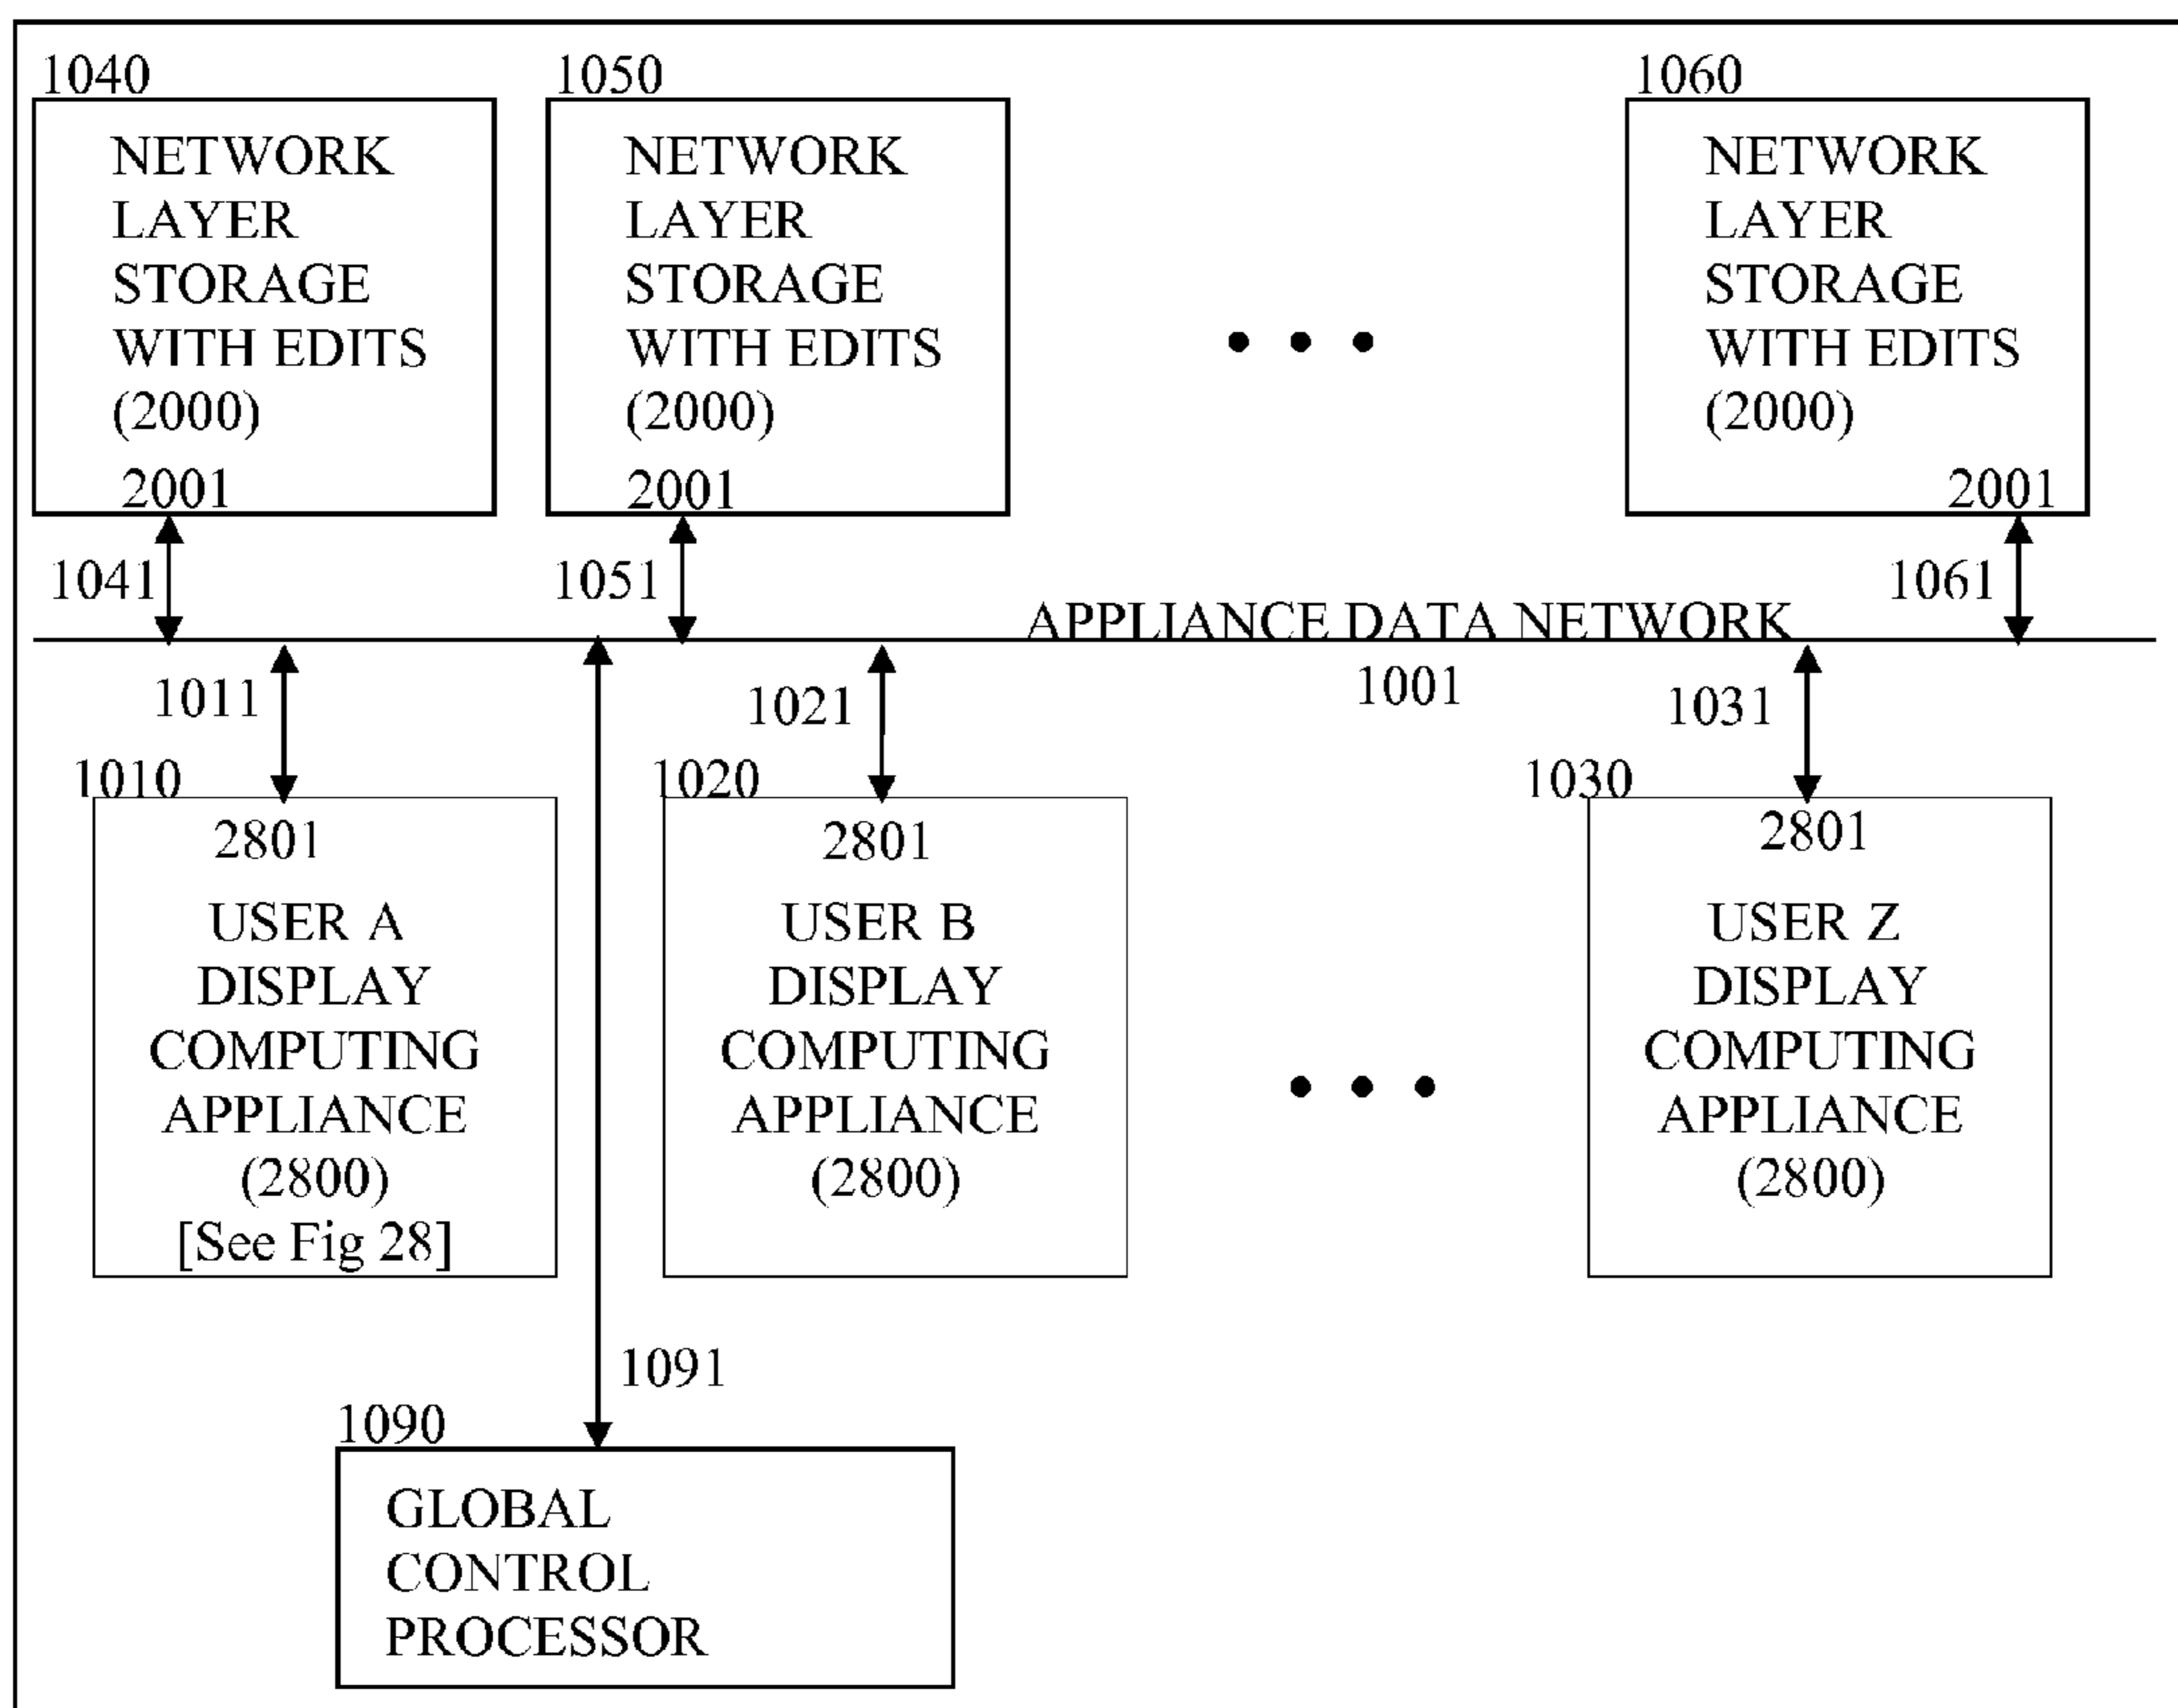 1040
NETWORK
LAYER
STORAGE
WITH EDITS
(2000)
2001
1050
NETWORK
LAYER
STORAGE
WITH EDITS
(2000)
2001
1060
NETWORK
LAYER
STORAGE
WITH EDITS
(2000)
2001
1041
1051
1061
APPLIANCE DATA NETWORK
1001
1011
1021
1031
1010
2801
USER A
DISPLAY
COMPUTING
APPLIANCE
(2800)
[See Fig 28]
1020
2801
USER B
DISPLAY
COMPUTING
APPLIANCE
(2800)
1030
2801
USER Z
DISPLAY
COMPUTING
APPLIANCE
(2800)
1091
1090
GLOBAL
CONTROL
PROCESSOR